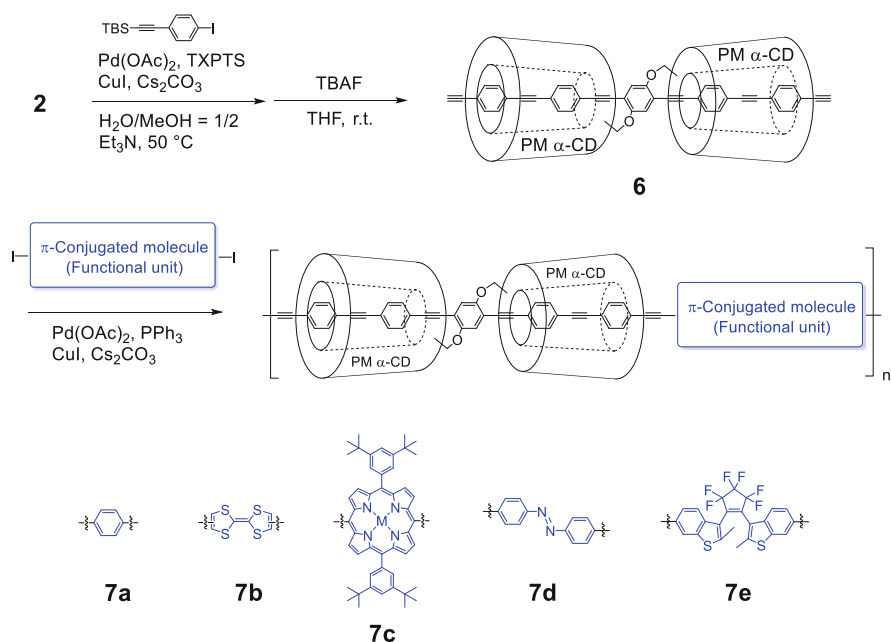 TBS
I
Pd(OAc)₂, TXPTS
CuI, Cs₂CO₃
2
H₂O/MeOH = 1/2
Et₃N, 50 °C
TBAF
THF, r.t.
PM α-CD
O
O
PM α-CD
6
I
π-Conjugated molecule
(Functional unit)
I
Pd(OAc)₂, PPh₃
CuI, Cs₂CO₃
PM α-CD
O
O
PM α-CD
π-Conjugated molecule
(Functional unit)
n
7a
S S
S S
7b
N N
M
N N
7c
N
N
7d
F F
F F
F F
S S
7e